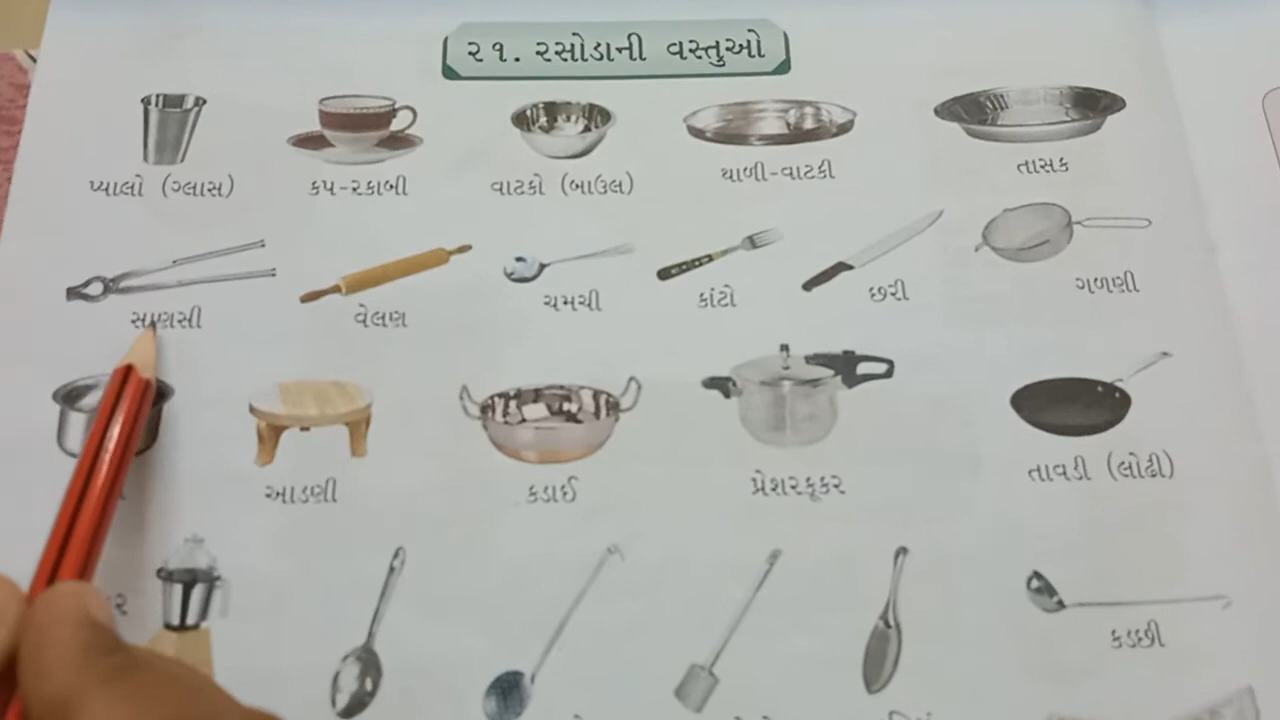 ૨૧. રસોડાની વસ્તુઓ
પ્યાલો (ગ્લાસ) કપ-રકાબી વાટકો (બાઉલ) થાળી-વાટકી તાસક
સાણસી વેલણ ચમચી કાંટો છરી ગળણી
આડણી કડાઈ પ્રેશરકૂકર તાવડી (લોઢી)
કડછી